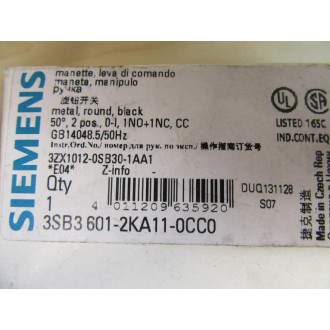 SIEMENS
manette, leva di comando
maneta, manipulo
ручка
旋钮开关
metal, round, black
50°, 2 pos., 0-I, 1NO+1NC, CC
GB14048.5/50Hz
Instr.Ord.No/ номер для рук. по эксп./ 操作指南订货号
3ZX1012-0SB30-1AA1
*E04* Z-info -
Qty
1
4 011209 635920
DUQ131128
S07
3SB3 601-2KA11-0CC0
UL
LISTED 165C
IND.CONT.EQ
捷克制造
Made in Czech Rep